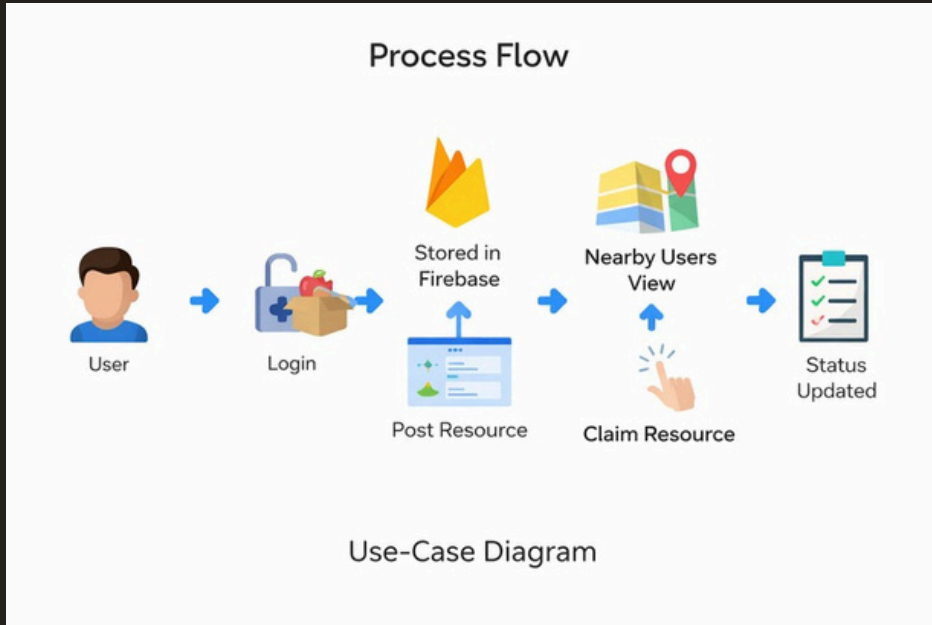 Process Flow
User
Login
Stored in
Firebase
Post Resource
Nearby Users
View
Claim Resource
Status
Updated
Use-Case Diagram